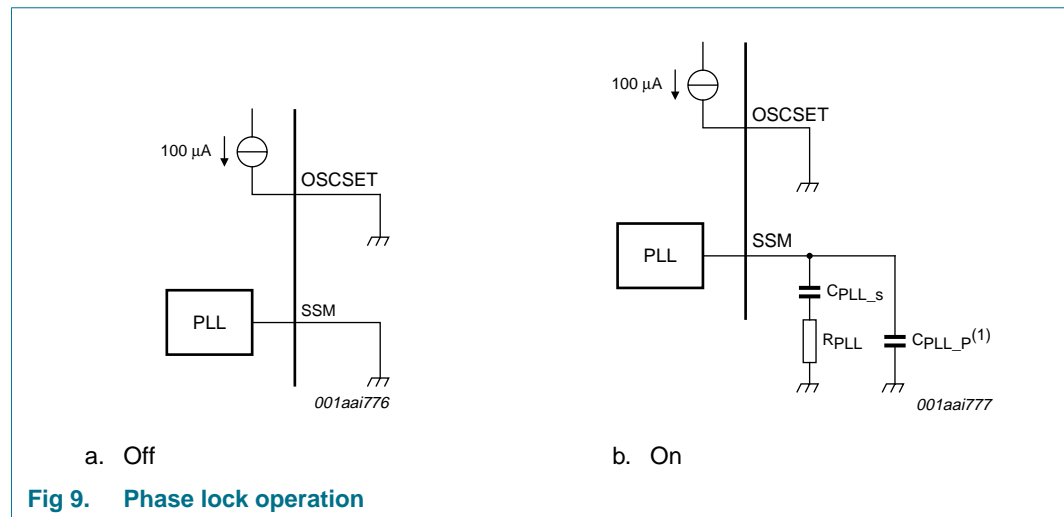 100 μA
OSCSET
PLL
SSM
001aai776
a. Off
100 μA
OSCSET
PLL
SSM
CPLL_s
RPLL
CPLL_P(1)
001aai777
b. On
Fig 9. Phase lock operation